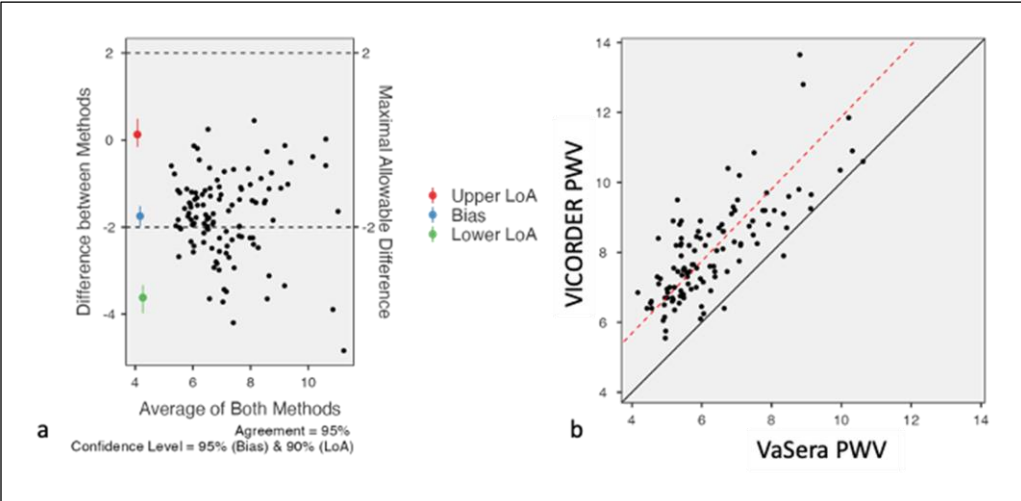 2
0
-2
-4
Difference between Methods
2
-2
Maximal Allowable Difference
4 6 8 10
Average of Both Methods
Agreement = 95%
Confidence Level = 95% (Bias) & 90% (LoA)
a
Upper LoA
Bias
Lower LoA
14
12
10
8
6
4
VICORDER PWV
4 6 8 10 12 14
VaSera PWV
b